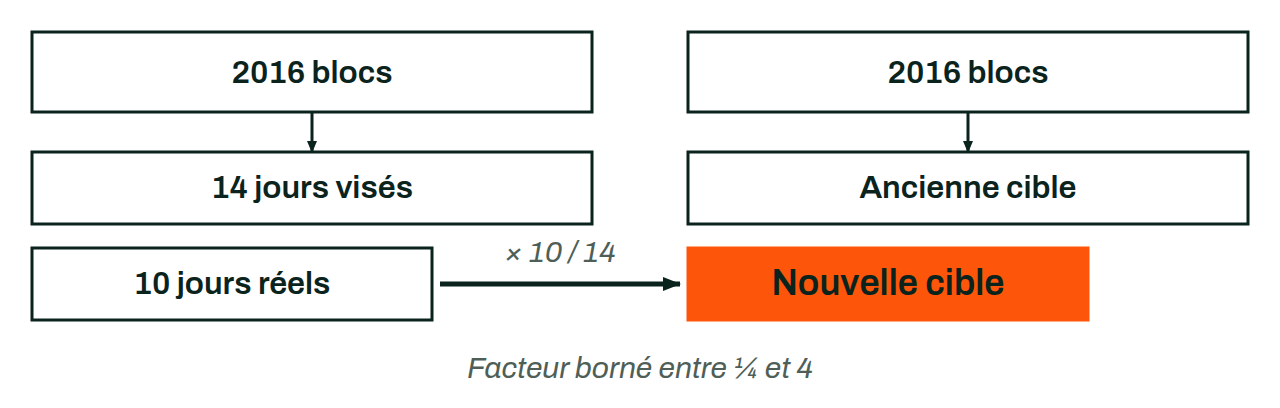 2016 blocs
2016 blocs
14 jours visés
Ancienne cible
10 jours réels
× 10 / 14
Nouvelle cible
Facteur borné entre ¼ et 4